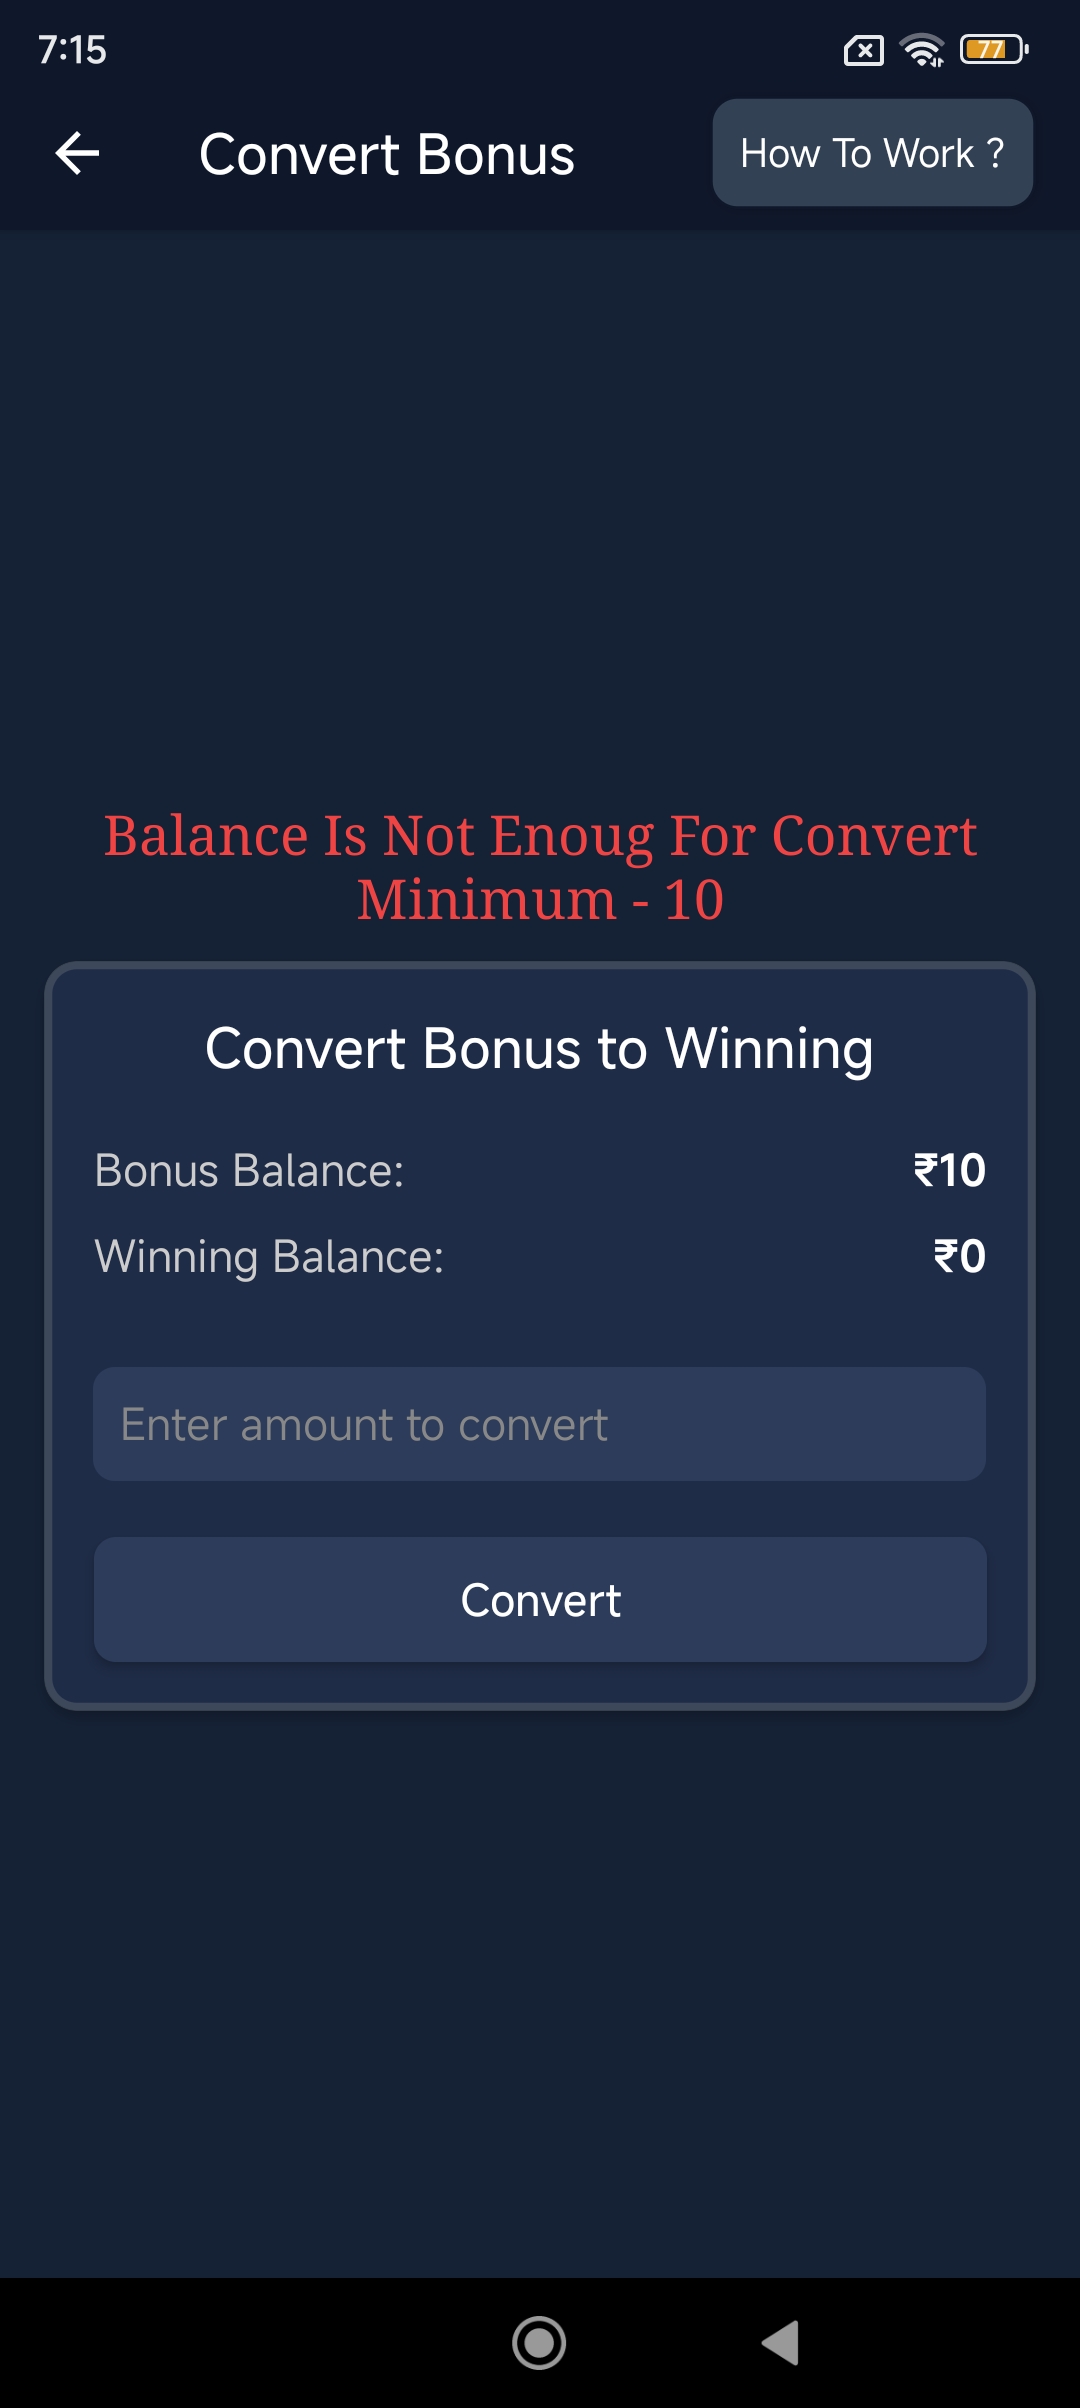 7:15
77
Convert Bonus
How To Work ?
Balance Is Not Enoug For Convert
Minimum - 10
Convert Bonus to Winning
Bonus Balance: ₹10
Winning Balance: ₹0
Enter amount to convert
Convert